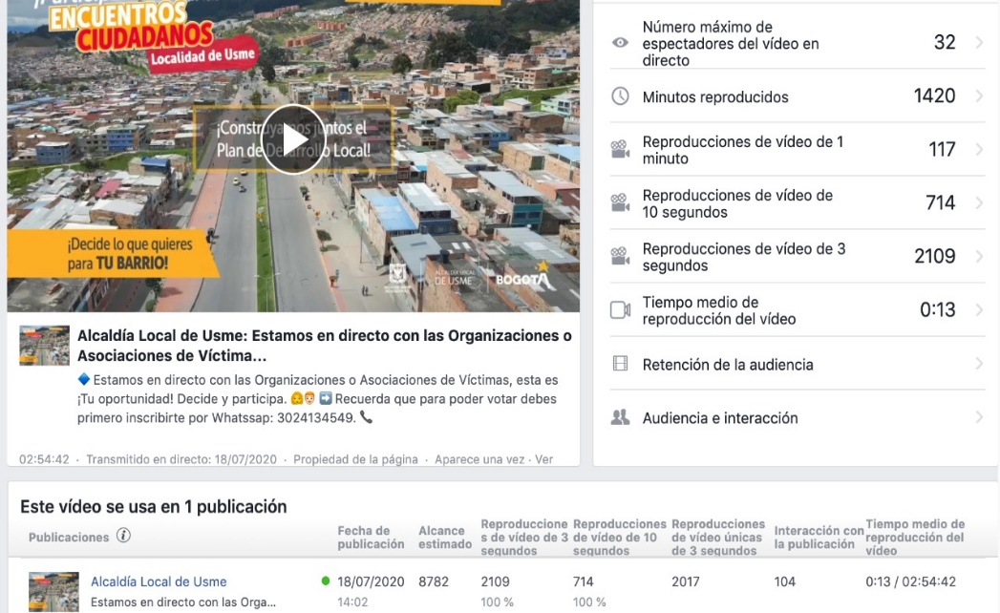 ENCUENTROS
CIUDADANOS
Localidad de Usme
¡Construyamos juntos el
Plan de Desarrollo Local!
¡Decide lo que quieres
para TU BARRIO!
ALCALDÍA LOCAL
DE USME
BOGOTÁ
Alcaldía Local de Usme: Estamos en directo con las Organizaciones o
Asociaciones de Víctima...
Estamos en directo con las Organizaciones o Asociaciones de Víctimas, esta es
¡Tu oportunidad! Decide y participa. Recuerda que para poder votar debes
primero inscribirte por Whatssap: 3024134549.
02:54:42 · Transmitido en directo: 18/07/2020 · Propiedad de la página · Aparece una vez · Ver
Número máximo de
espectadores del vídeo en
directo
32
Minutos reproducidos
1420
Reproducciones de vídeo de 1
minuto
117
Reproducciones de vídeo de
10 segundos
714
Reproducciones de vídeo de 3
segundos
2109
Tiempo medio de
reproducción del vídeo
0:13
Retención de la audiencia
Audiencia e interacción
Este vídeo se usa en 1 publicación
Publicaciones
Fecha de
publicación
Alcance
estimado
Reproduccione
s de vídeo de 3
segundos
Reproducciones
de vídeo de 10
segundos
Reproducciones
de vídeo únicas
de 3 segundos
Interacción con
la publicación
Tiempo medio de
reproducción del
vídeo
Alcaldía Local de Usme
Estamos en directo con las Orga...
18/07/2020
14:02
8782
2109
100 %
714
100 %
2017
104
0:13 / 02:54:42